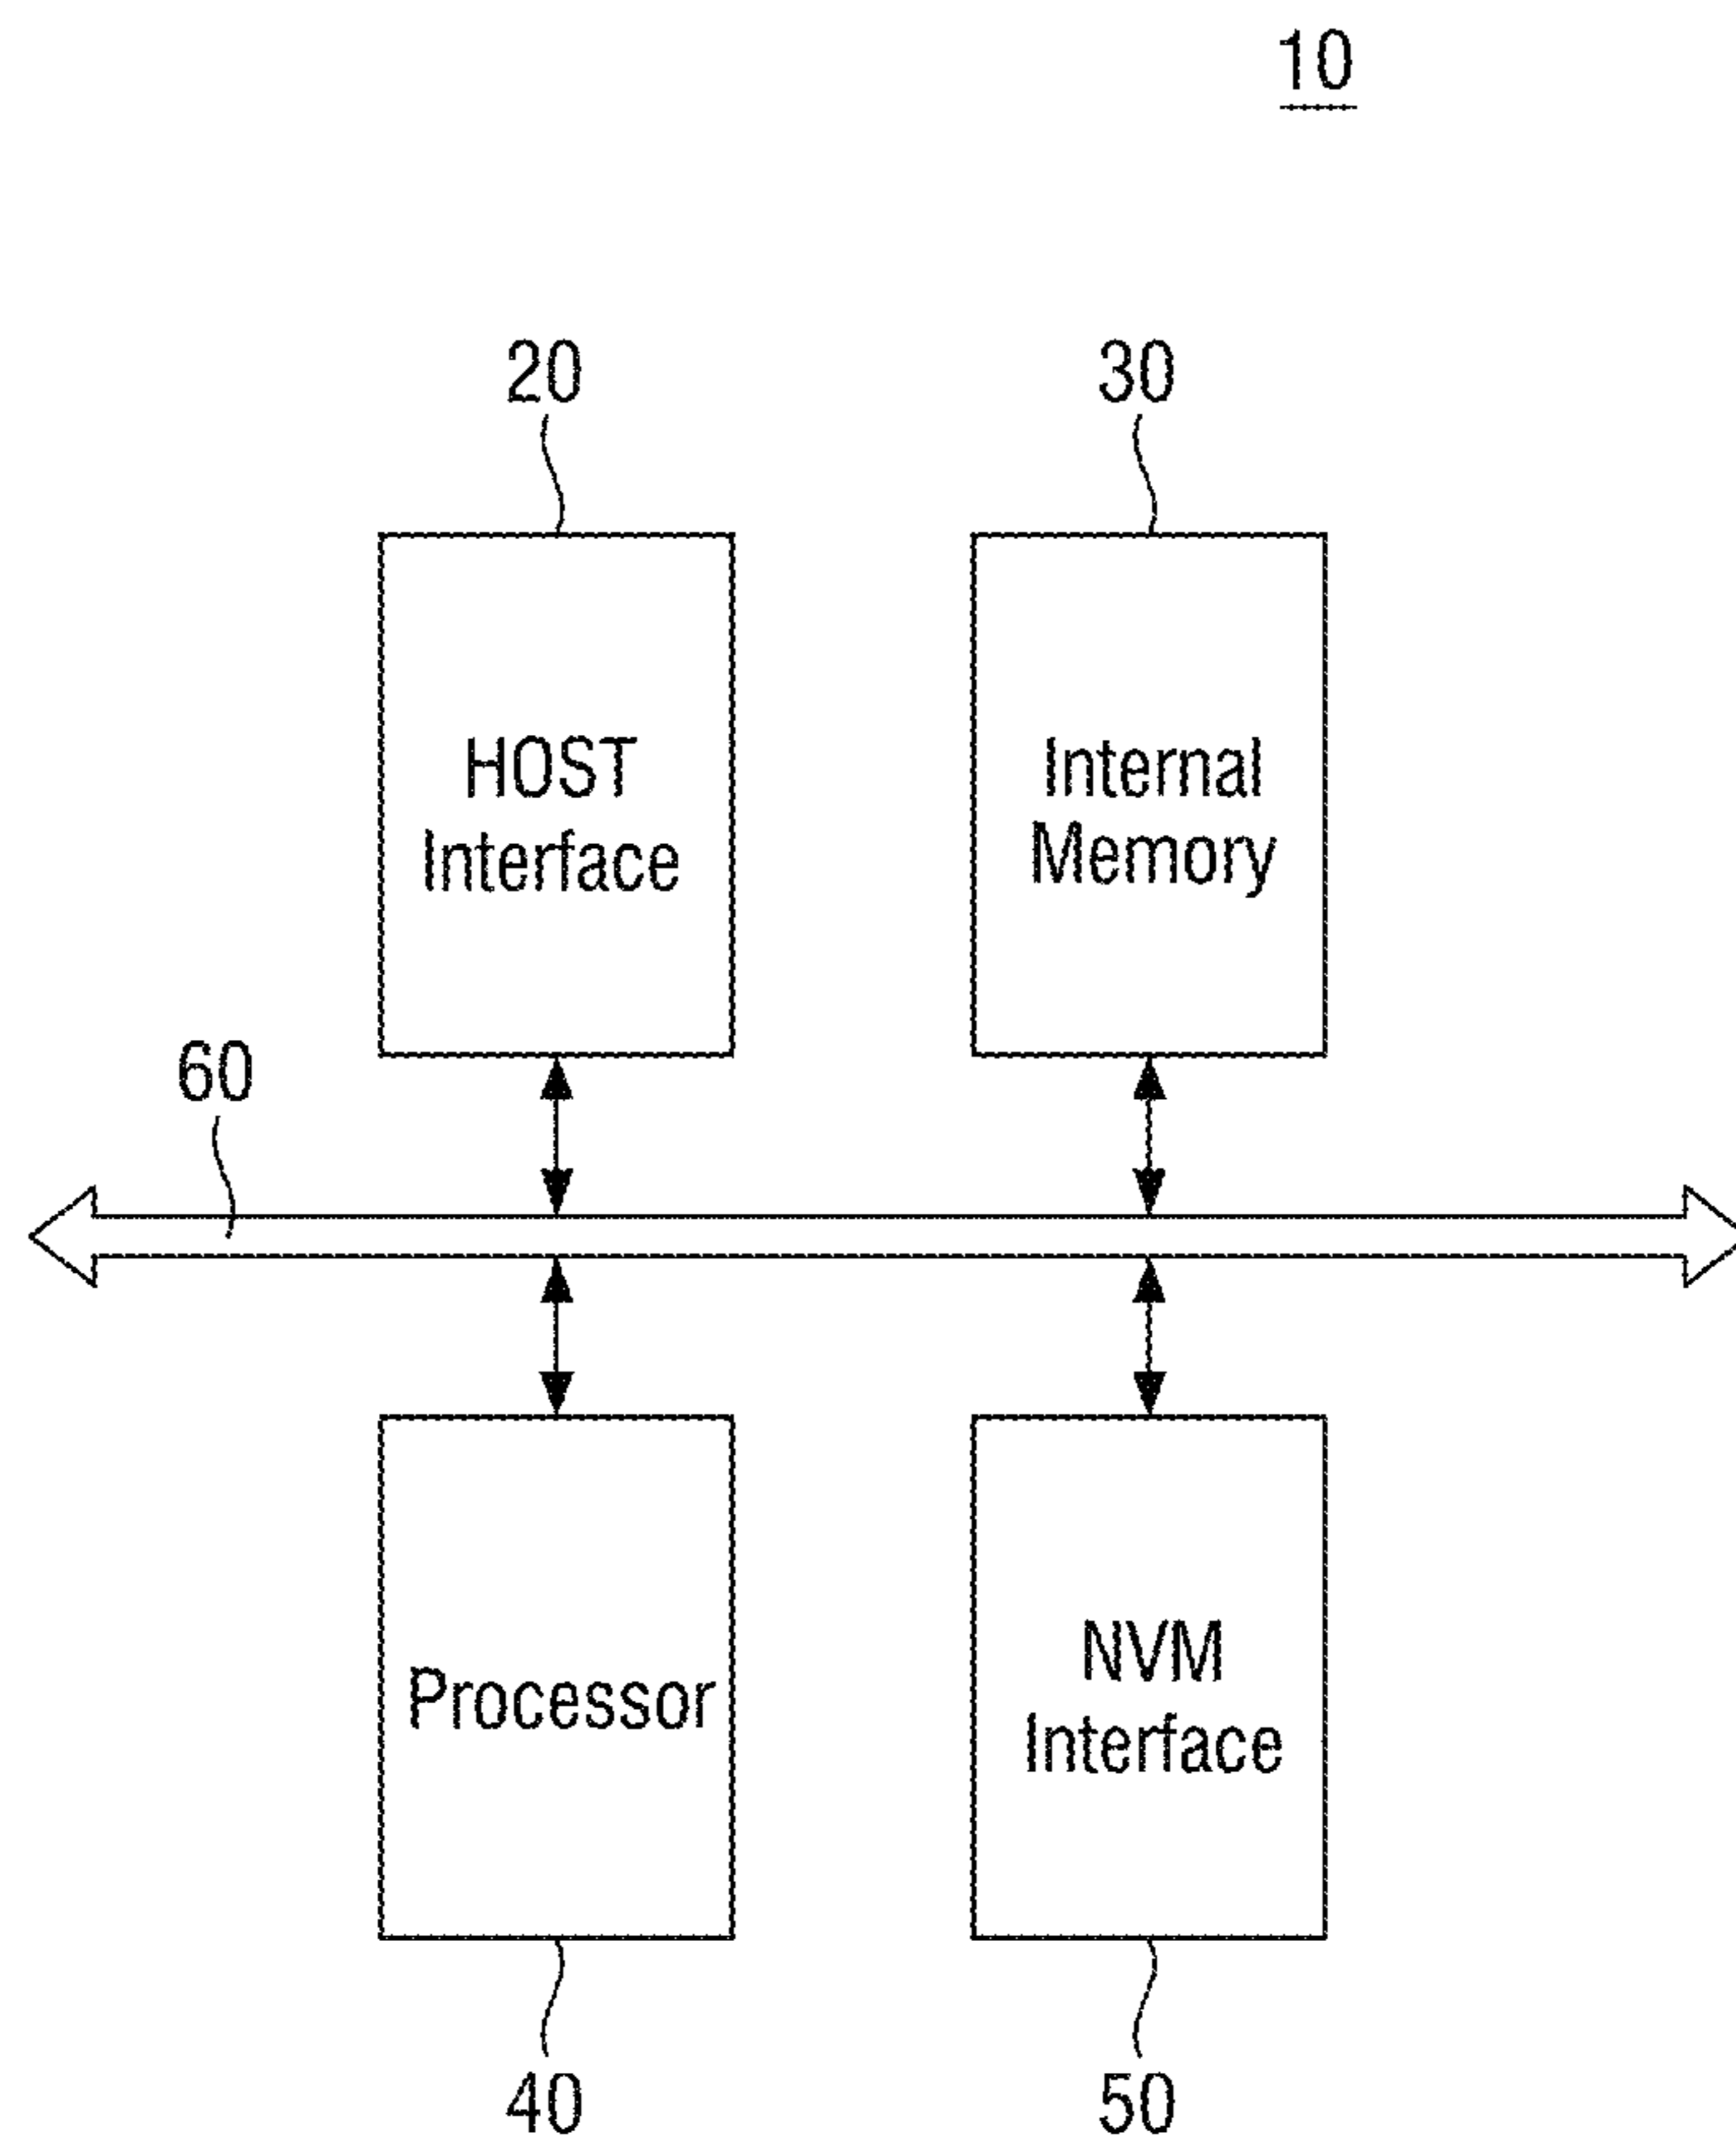 10
20
30
HOST
Interface
Internal
Memory
60
Processor
NVM
Interface
40
50